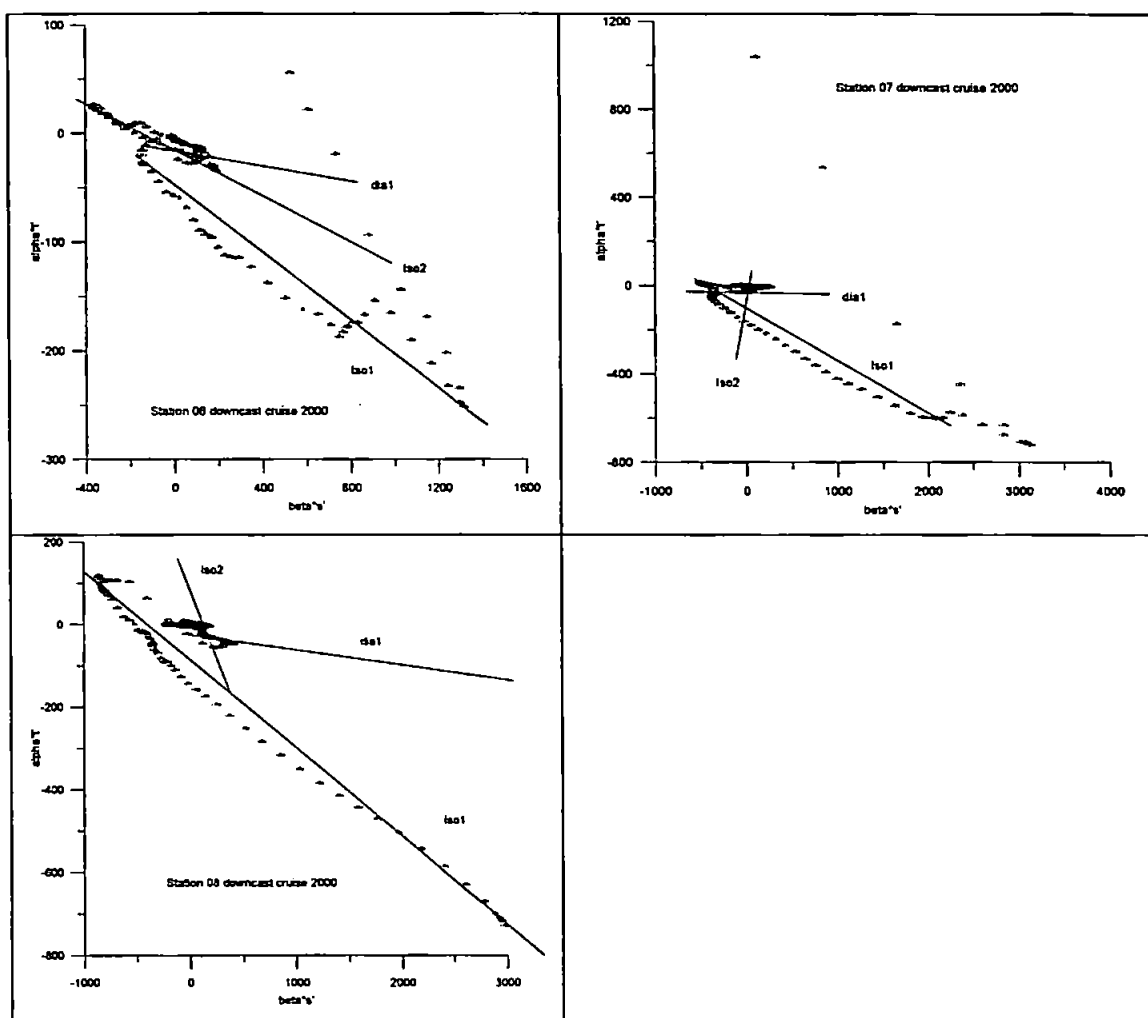 100
0
-100
-200
-300
alpha*T'
-400
0
400
800
1200
1600
beta*s'
dia1
Iso2
Iso1
Station 06 downcast cruise 2000
1200
800
400
0
-400
-800
alpha*T'
-1000
0
1000
2000
3000
4000
beta*s'
Station 07 downcast cruise 2000
dia1
Iso1
Iso2
200
0
-200
-400
-600
-800
alpha*T'
-1000
0
1000
2000
3000
beta*s'
Iso2
dia1
Iso1
Station 08 downcast cruise 2000